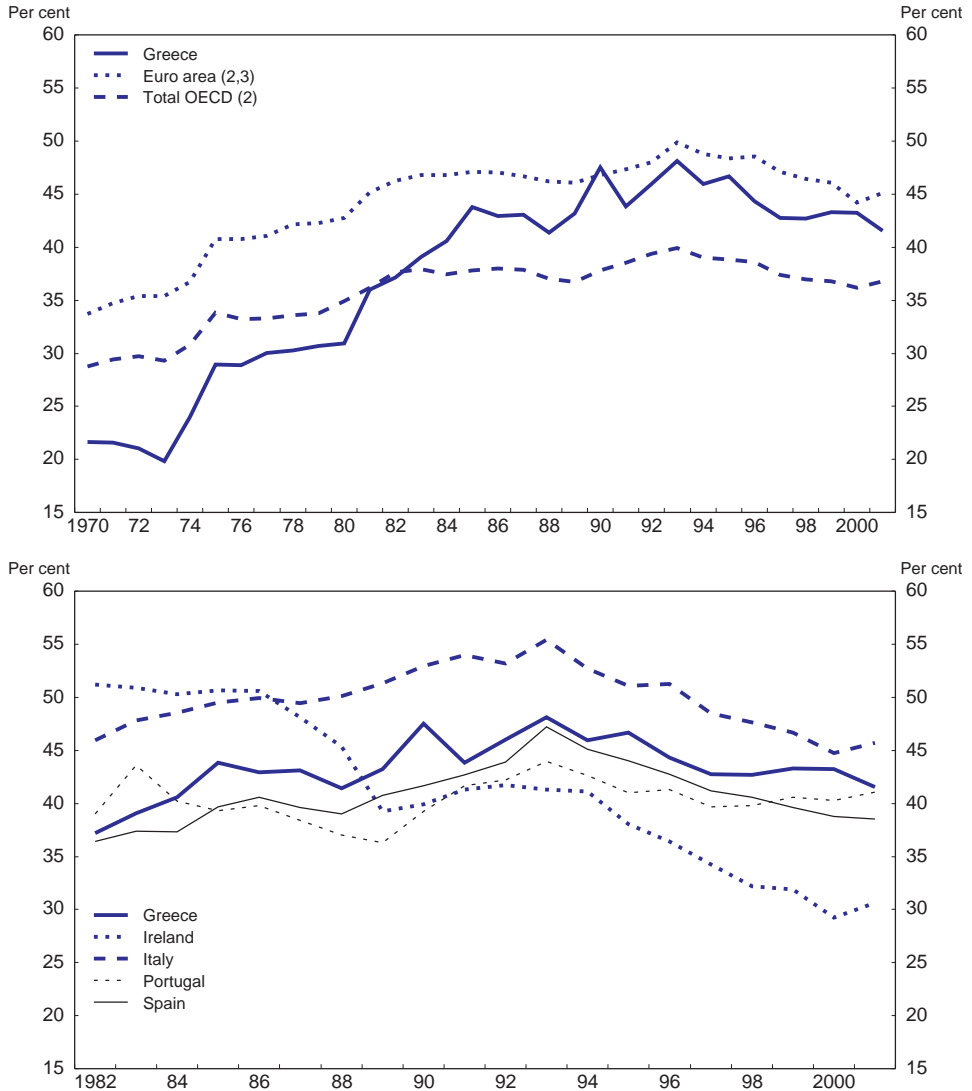 Per cent Per cent
60 60
Greece
55 Euro area (2,3) 55
Total OECD (2)
50 50
45 45
40 40
35 35
30 30
25 25
20 20
15 15
1970 72 74 76 78 80 82 84 86 88 90 92 94 96 98 2000
Per cent Per cent
60 60
55 55
50 50
45 45
40 40
35 35
30 Greece 30
Ireland
25 Italy 25
Portugal
20 Spain 20
15 15
1982 84 86 88 90 92 94 96 98 2000